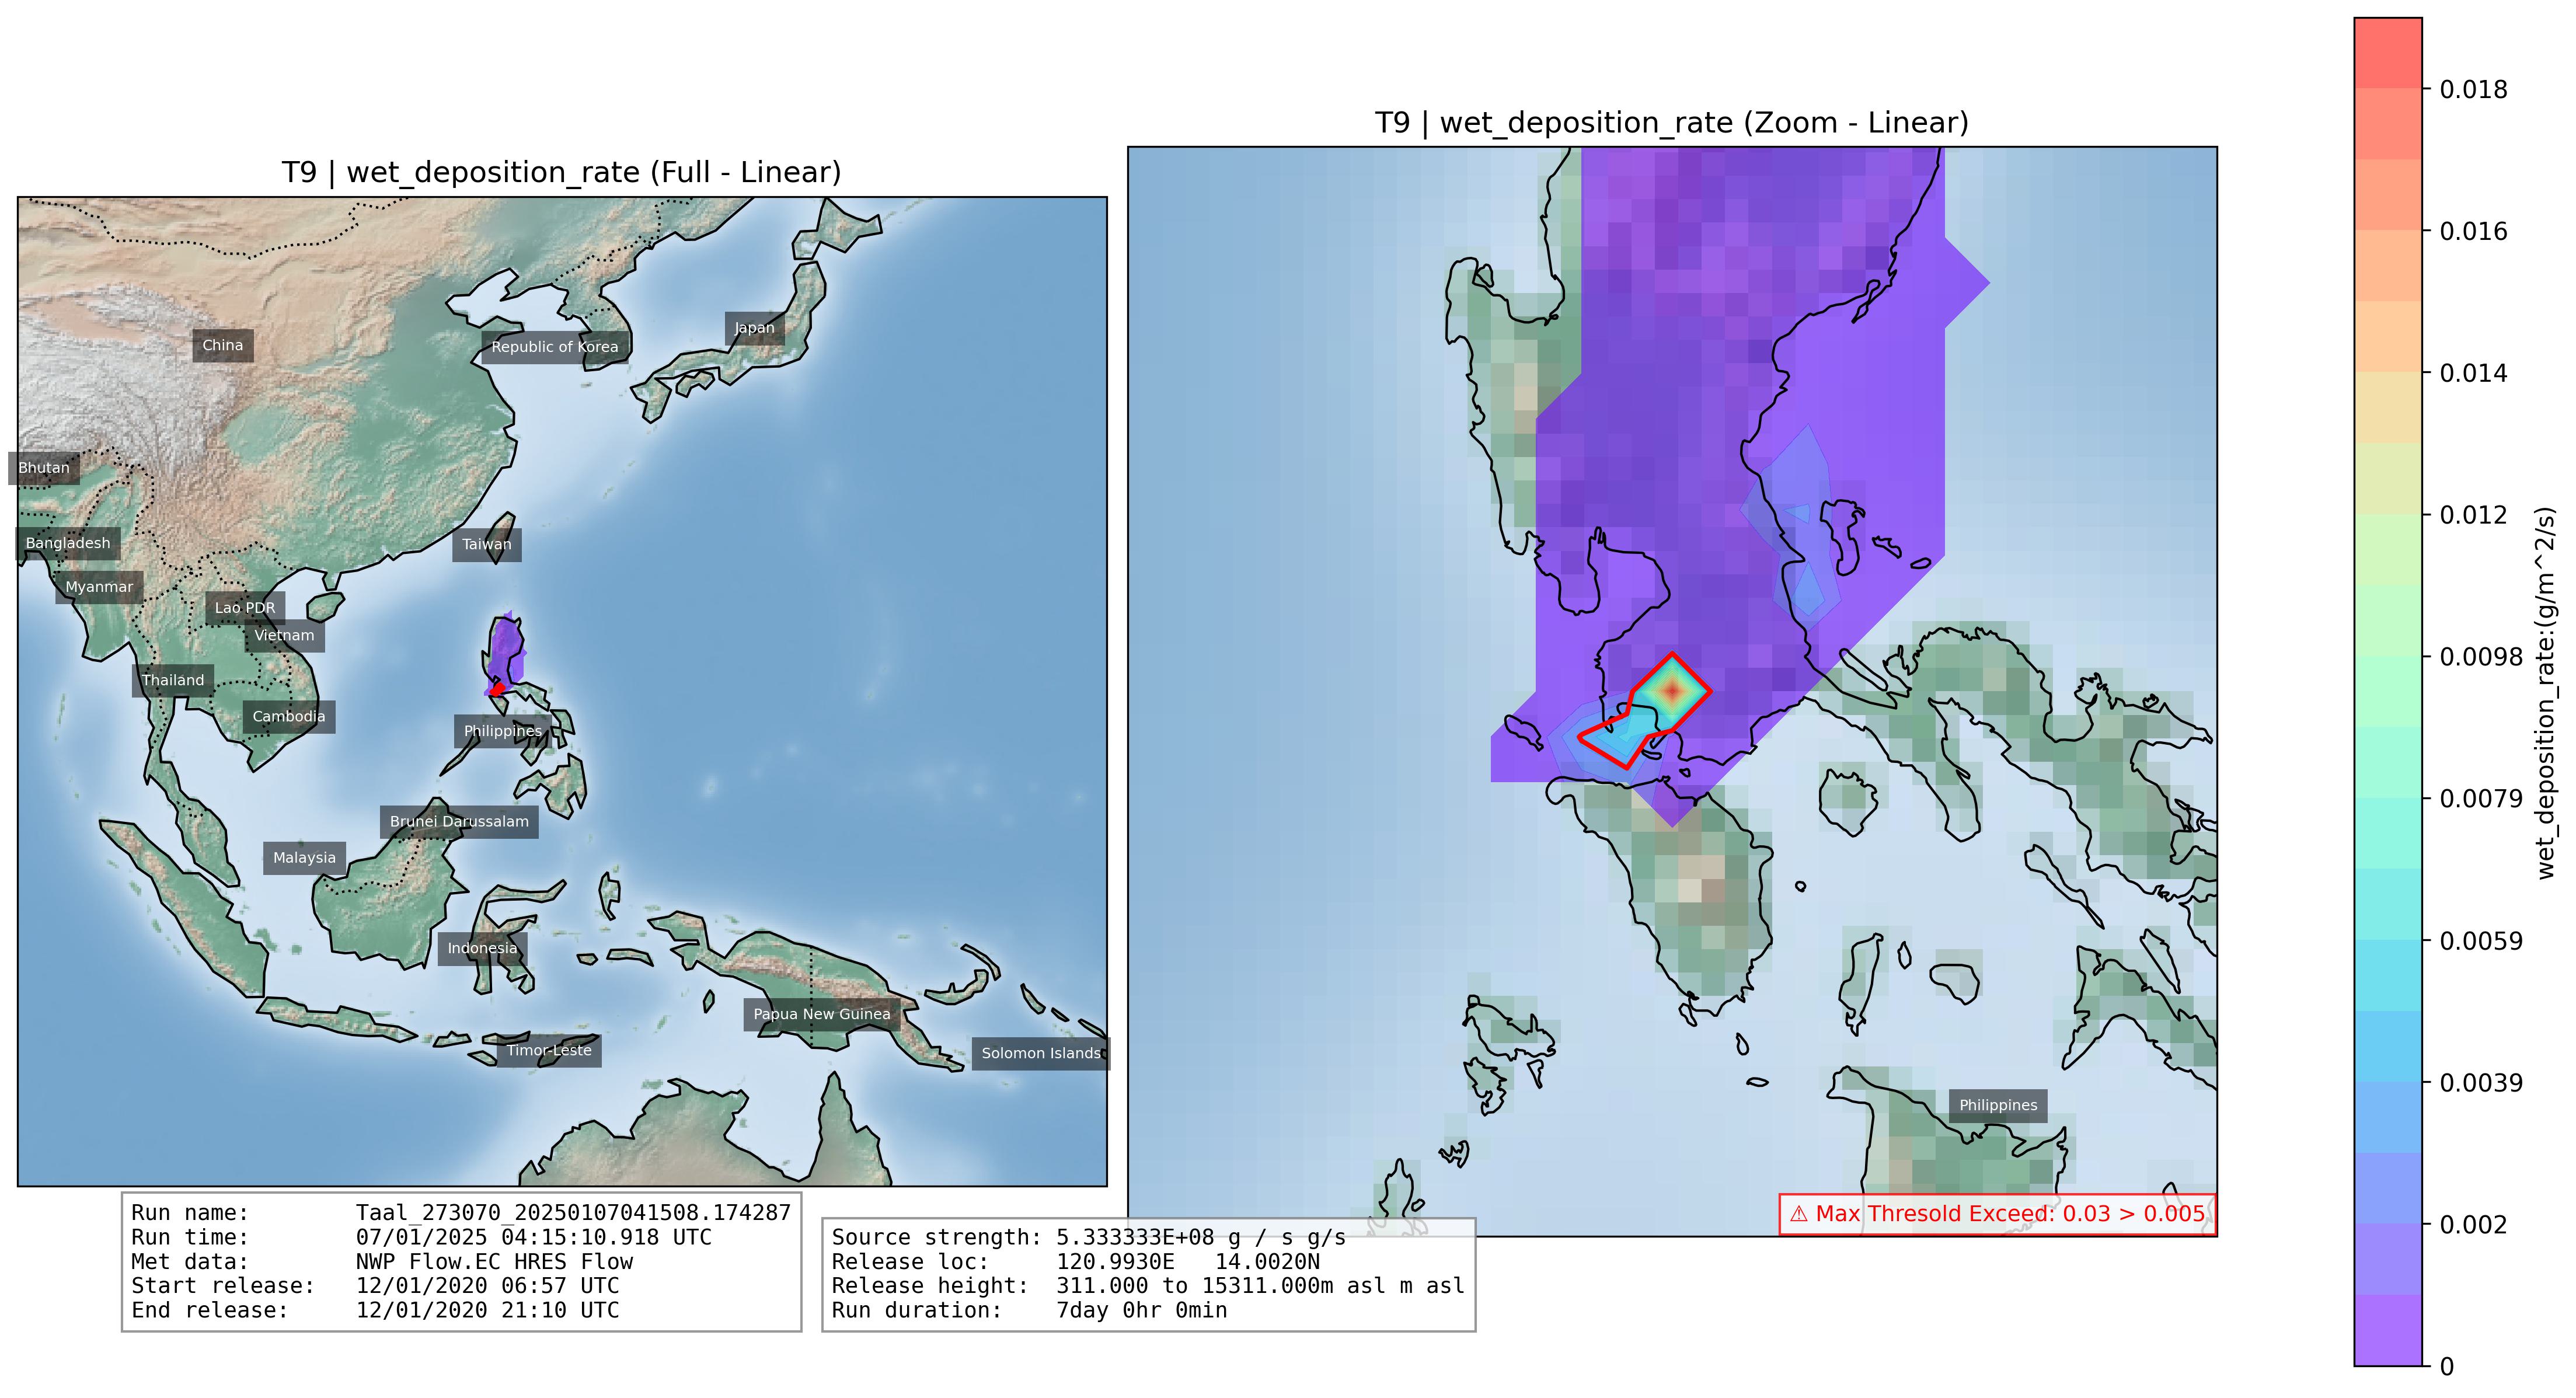 T9 | wet_deposition_rate (Full - Linear)
China
Republic of Korea
Japan
Bhutan
Bangladesh
Taiwan
Myanmar
Lao PDR
Vietnam
Thailand
Cambodia
Philippines
Brunei Darussalam
Malaysia
Indonesia
Papua New Guinea
Timor-Leste
Solomon Islands
T9 | wet_deposition_rate (Zoom - Linear)
Philippines
⚠ Max Thresold Exceed: 0.03 > 0.005
0.018
0.016
0.014
0.012
0.0098
0.0079
0.0059
0.0039
0.002
0
wet_deposition_rate:(g/m^2/s)
Run name: Taal_273070_20250107041508.174287
Run time: 07/01/2025 04:15:10.918 UTC
Met data: NWP Flow.EC HRES Flow
Start release: 12/01/2020 06:57 UTC
End release: 12/01/2020 21:10 UTC
Source strength: 5.333333E+08 g / s g/s
Release loc: 120.9930E 14.0020N
Release height: 311.000 to 15311.000m asl m asl
Run duration: 7day 0hr 0min